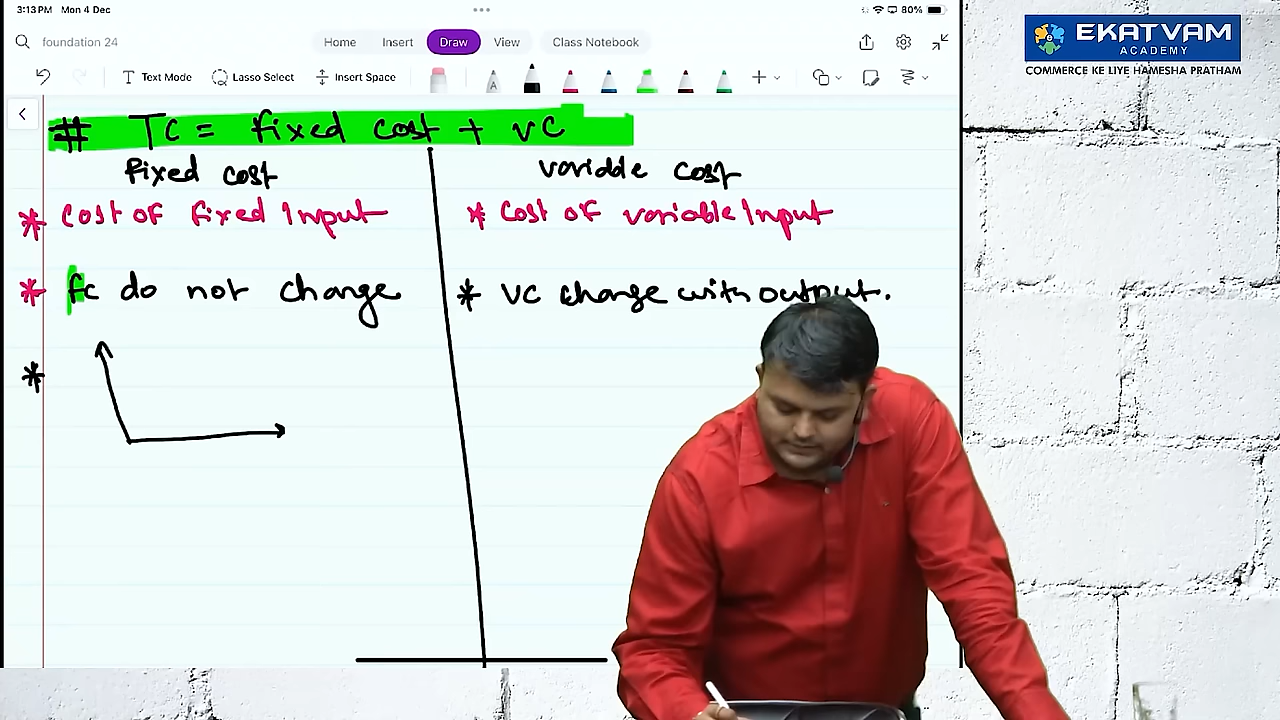 3:13 PM Mon 4 Dec
80%
foundation 24
Home Insert Draw View Class Notebook
Text Mode Lasso Select Insert Space
EKATVAM
ACADEMY
COMMERCE KE LIYE HAMESHA PRATHAM
# TC = fixed cost + VC
fixed cost
variable cost
* Cost of fixed Input
* Cost of variable Input
* fc do not change
* VC change with output.
*